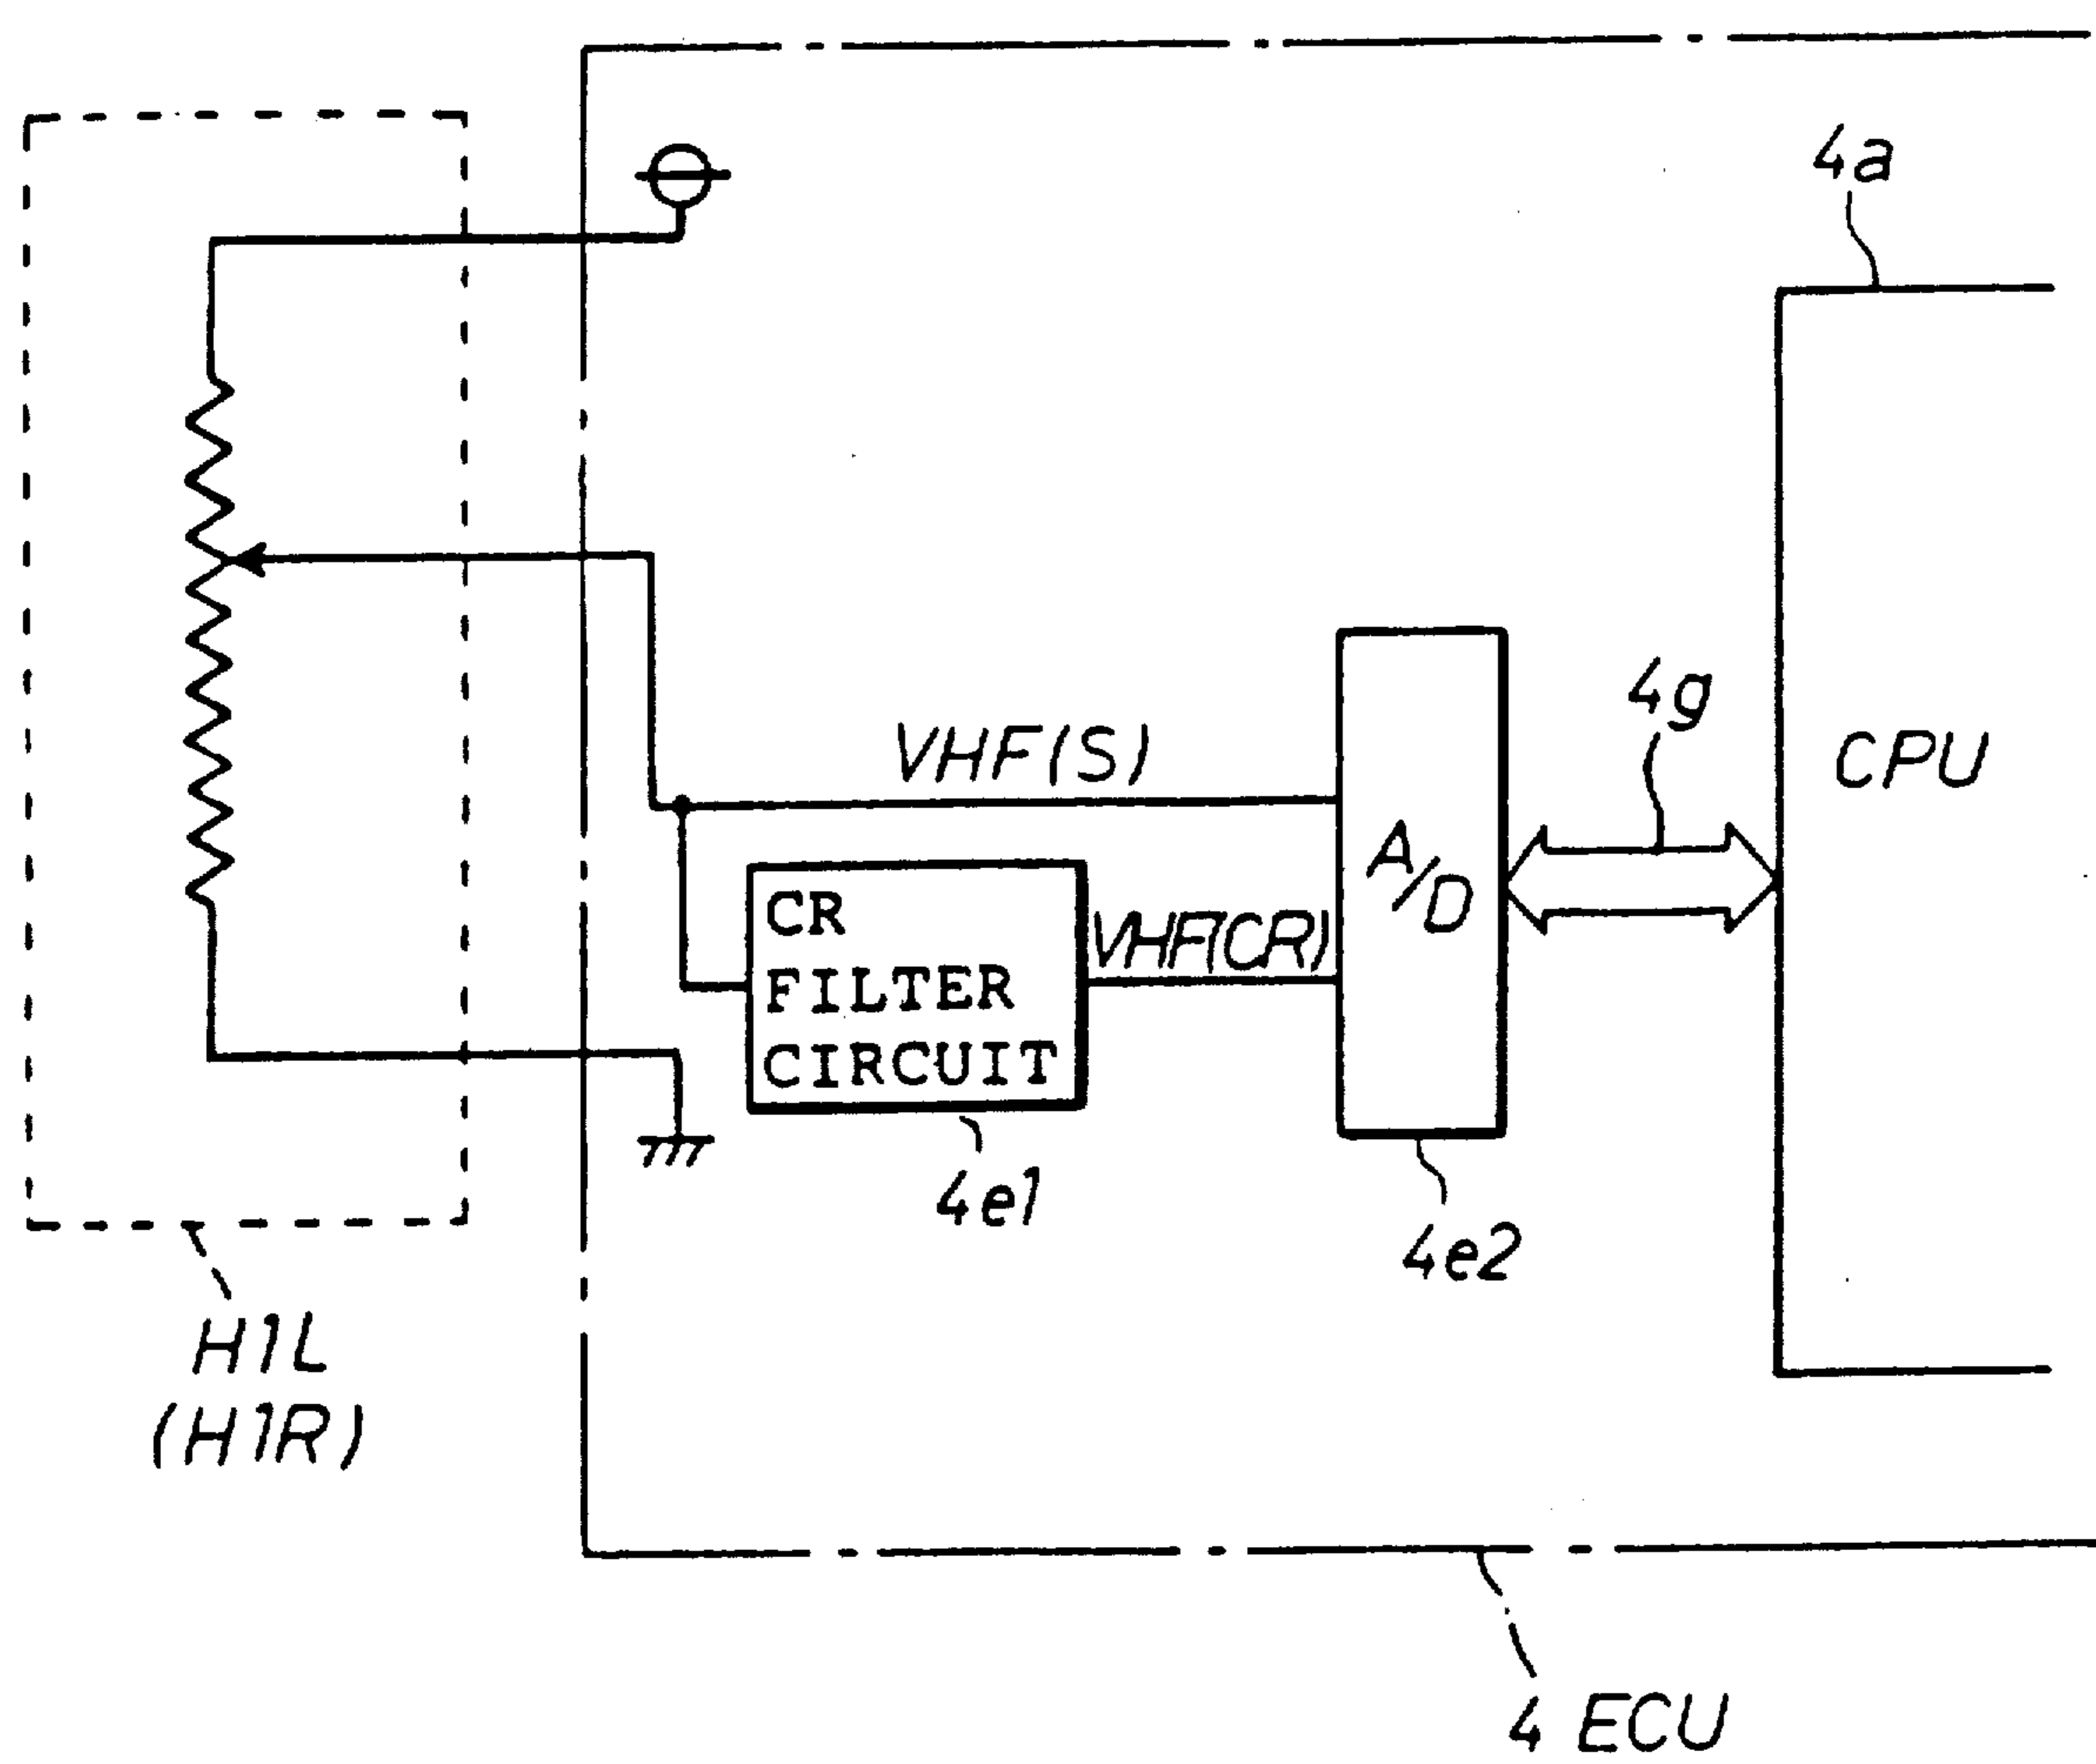 4a
4g
VHF(S)
CPU
A/D
CR
FILTER
CIRCUIT
VHF(CR)
4e1
4e2
H1L
(H1R)
4 ECU